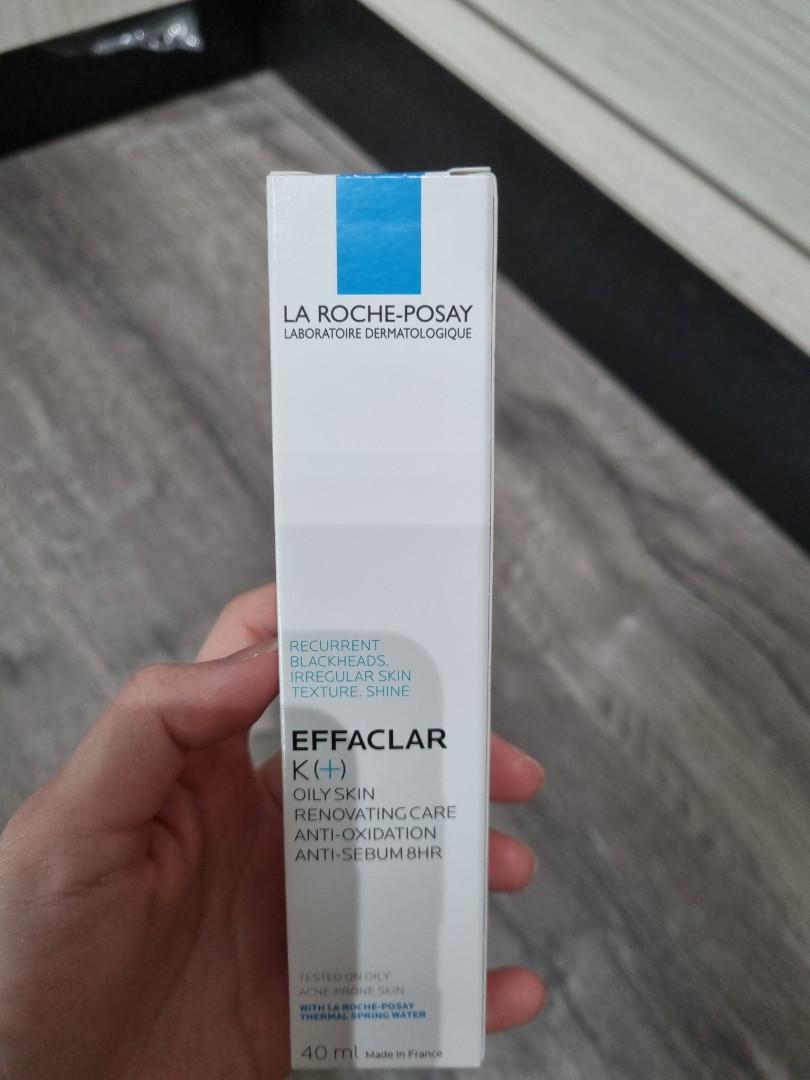 LA ROCHE-POSAY
LABORATOIRE DERMATOLOGIQUE
RECURRENT
BLACKHEADS.
IRREGULAR SKIN
TEXTURE. SHINE
EFFACLAR
K (+)
OILY SKIN
RENOVATING CARE
ANTI-OXIDATION
ANTI-SEBUM 8HR
TESTED ON OILY
ACNE-PRONE SKIN
WITH LA ROCHE-POSAY
THERMAL SPRING WATER
40 ml Made in France